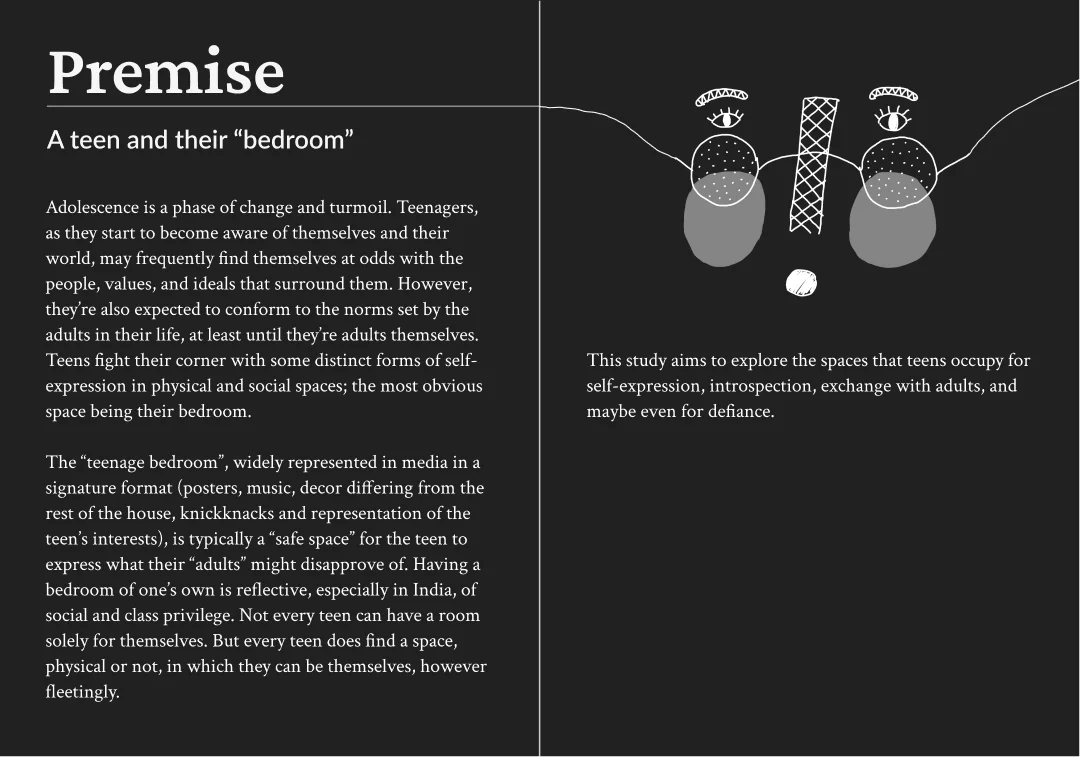 Premise
A teen and their “bedroom”
Adolescence is a phase of change and turmoil. Teenagers,
as they start to become aware of themselves and their
world, may frequently find themselves at odds with the
people, values, and ideals that surround them. However,
they’re also expected to conform to the norms set by the
adults in their life, at least until they’re adults themselves.
Teens fight their corner with some distinct forms of self-
expression in physical and social spaces; the most obvious
space being their bedroom.
The “teenage bedroom”, widely represented in media in a
signature format (posters, music, decor differing from the
rest of the house, knickknacks and representation of the
teen’s interests), is typically a “safe space” for the teen to
express what their “adults” might disapprove of. Having a
bedroom of one’s own is reflective, especially in India, of
social and class privilege. Not every teen can have a room
solely for themselves. But every teen does find a space,
physical or not, in which they can be themselves, however
fleetingly.
This study aims to explore the spaces that teens occupy for
self-expression, introspection, exchange with adults, and
maybe even for defiance.